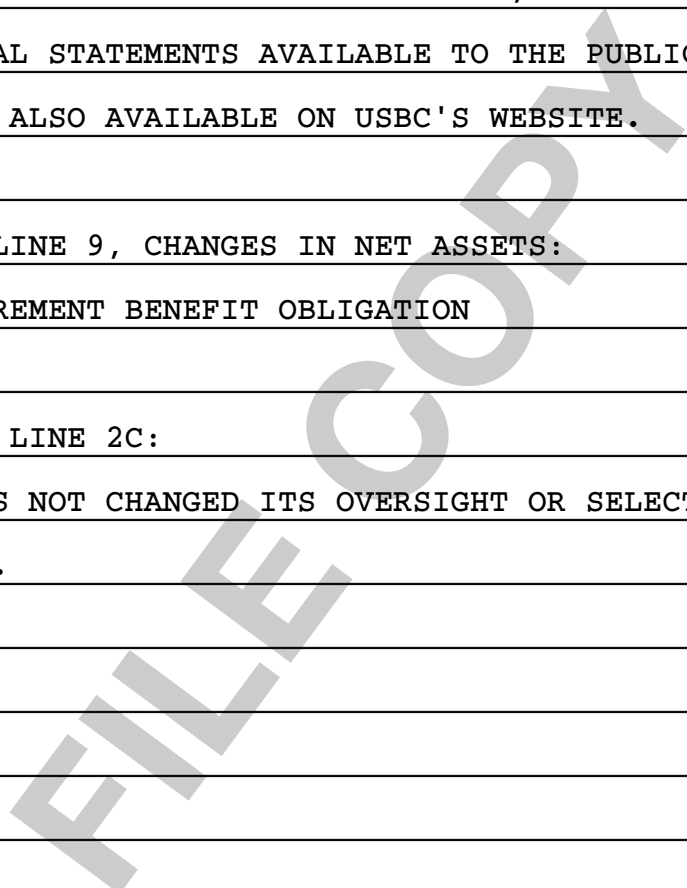 AL STATEMENTS AVAILABLE TO THE PUBLIC
ALSO AVAILABLE ON USBC'S WEBSITE.
LINE 9, CHANGES IN NET ASSETS:
REMENT BENEFIT OBLIGATION
LINE 2C:
S NOT CHANGED ITS OVERSIGHT OR SELECT
.
FILE COPY